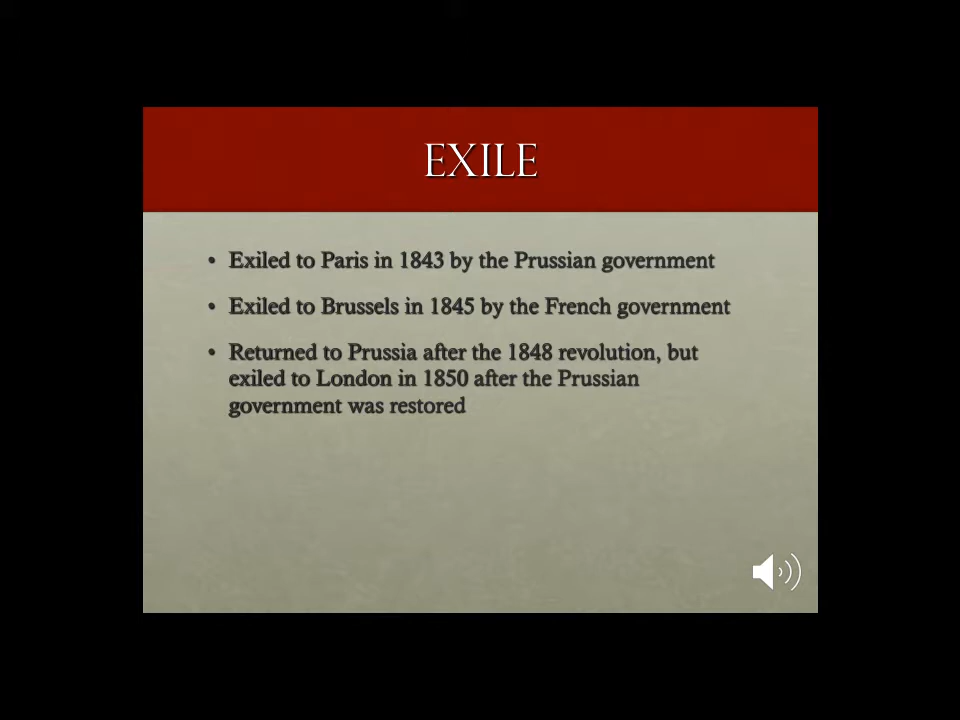 EXILE
• Exiled to Paris in 1843 by the Prussian government
• Exiled to Brussels in 1845 by the French government
• Returned to Prussia after the 1848 revolution, but
exiled to London in 1850 after the Prussian
government was restored